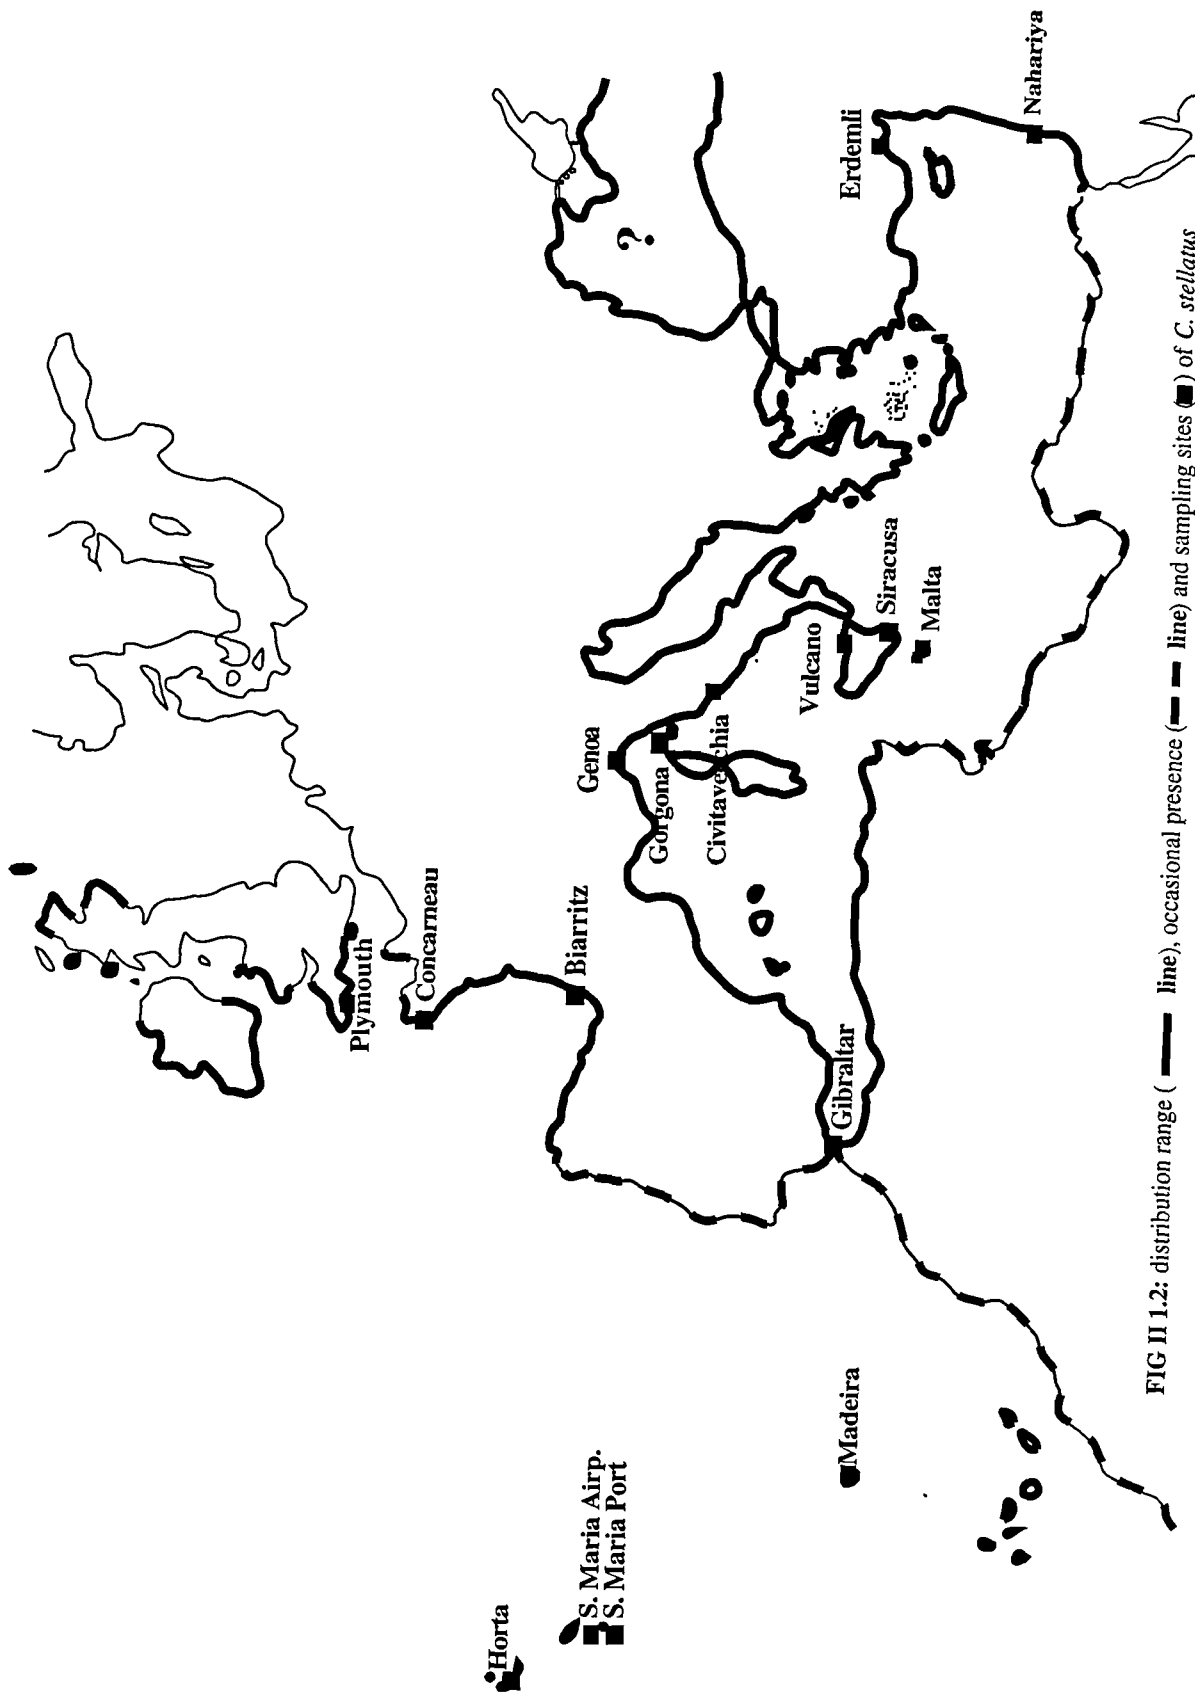 Plymouth
Concarneau
Biarritz
Genoa
Gorgona
Civitavecchia
Vulcano
Siracusa
Malta
Gibraltar
Erdemli
Nahariya
?
Horta
S. Maria Airp.
S. Maria Port
Madeira
FIG II 1.2: distribution range ( line), occasional presence ( line) and sampling sites (■) of C. stellatus